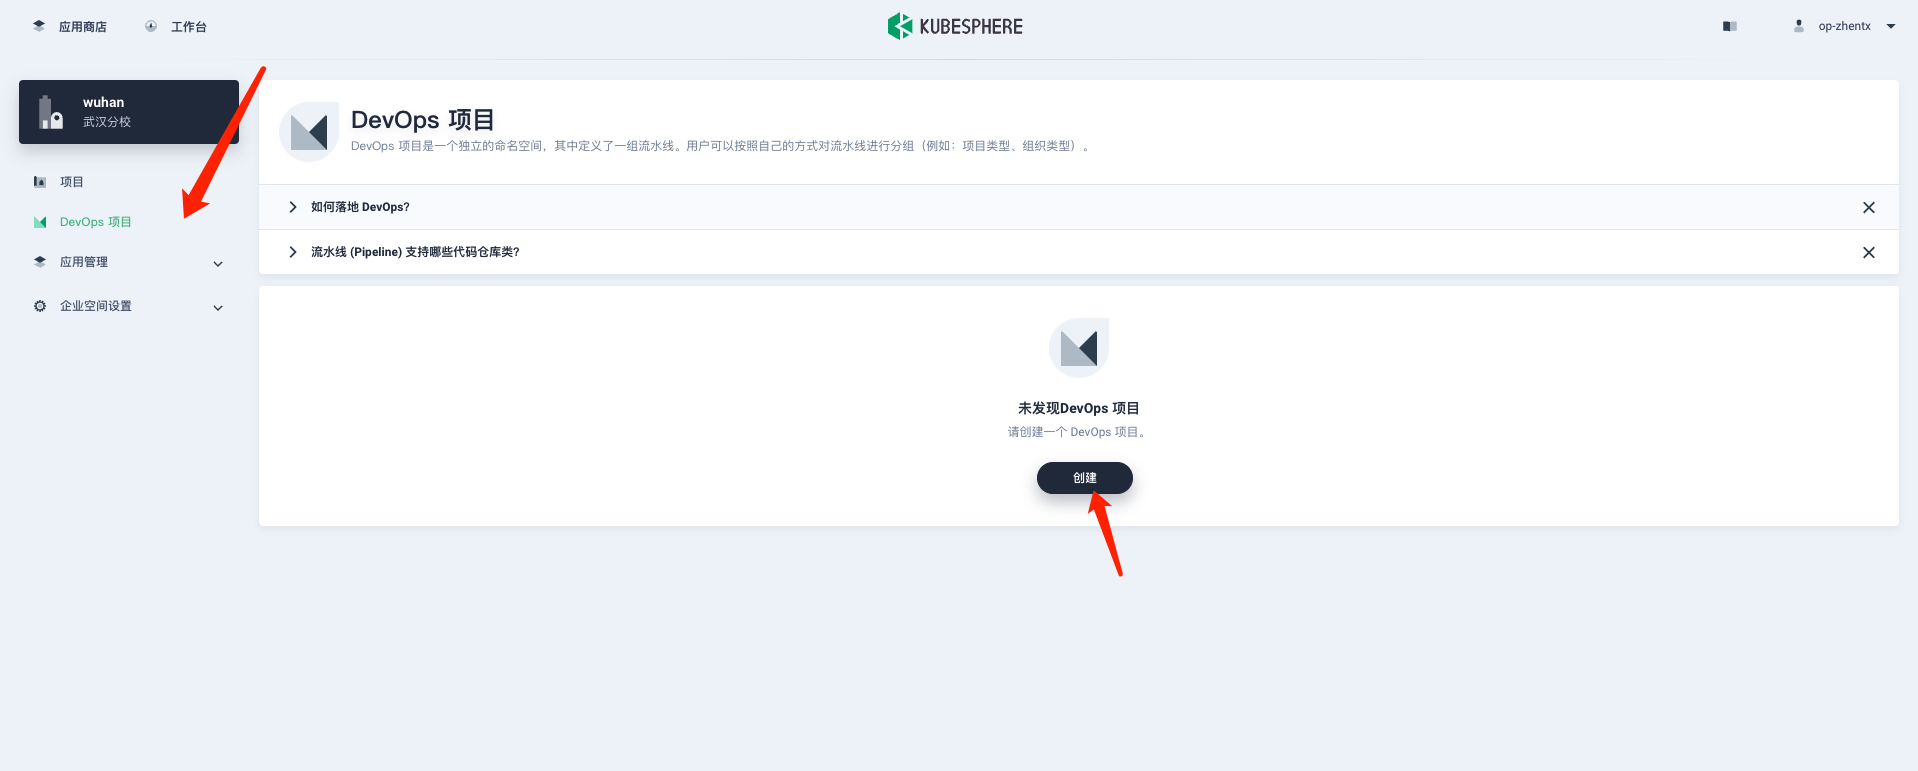 应用商店
工作台
KUBESPHERE
op-zhentx
wuhan
武汉分校
项目
DevOps 项目
应用管理
企业空间设置
DevOps 项目
DevOps 项目是一个独立的命名空间，其中定义了一组流水线。用户可以按照自己的方式对流水线进行分组（例如：项目类型、组织类型）。
如何落地 DevOps?
流水线 (Pipeline) 支持哪些代码仓库类?
未发现DevOps 项目
请创建一个 DevOps 项目。
创建